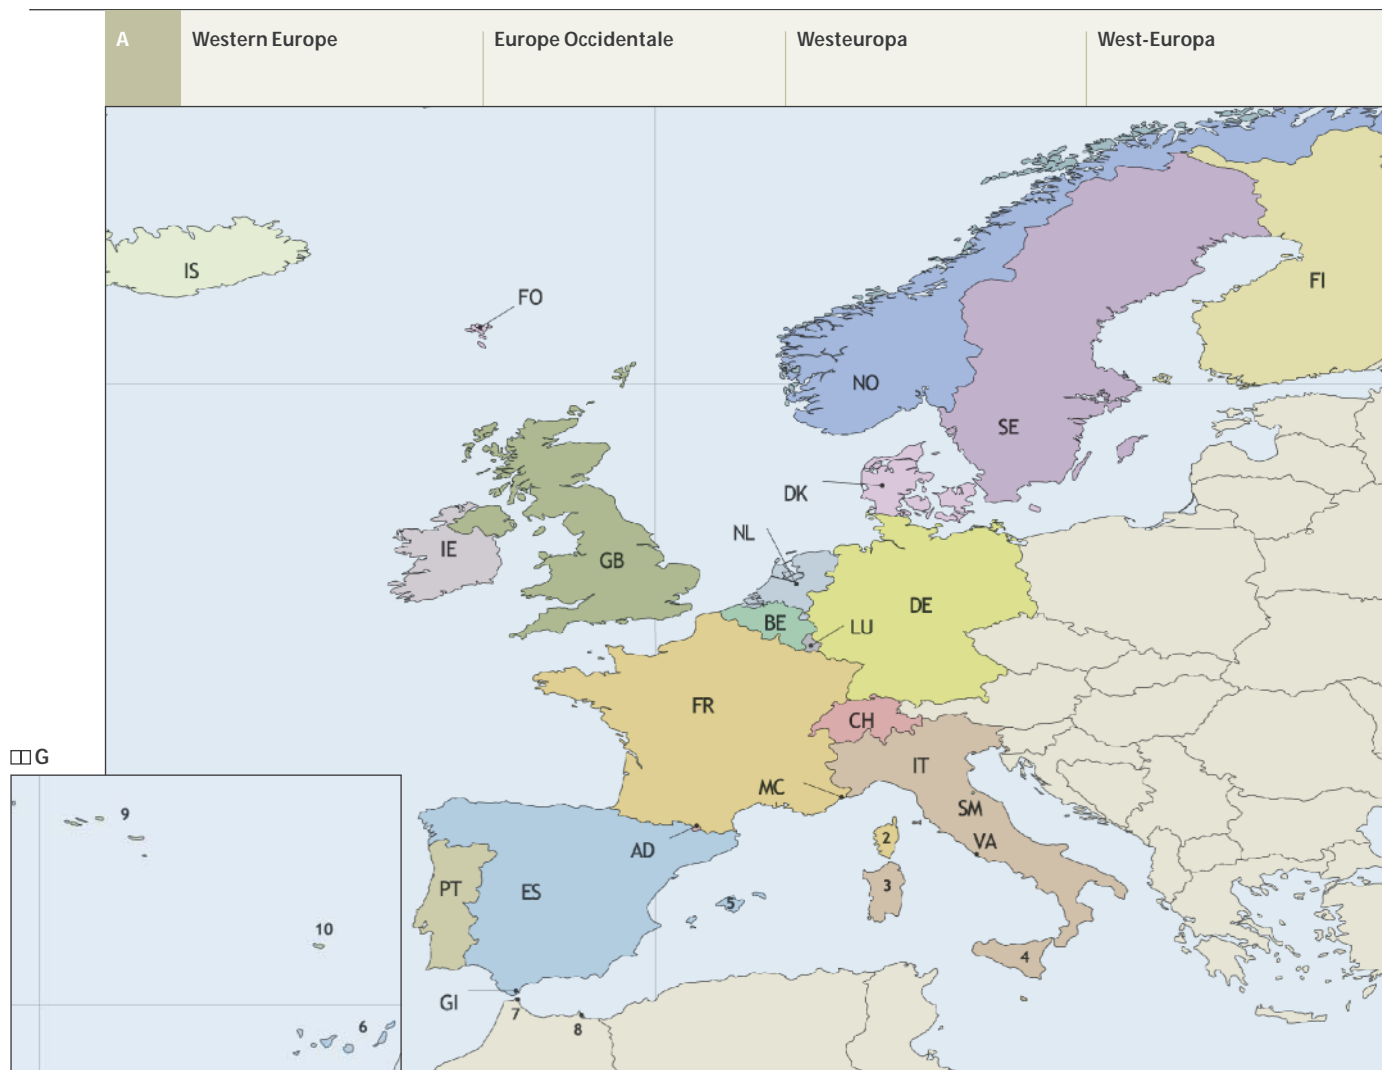 A Western Europe Europe Occidentale Westeuropa West-Europa
IS
FO
FI
NO
SE
DK
NL
IE
GB
DE
BE
LU
FR
CH
G
IT
MC
SM
9
2
VA
AD
3
PT
ES
5
10
4
GI
7
6
8